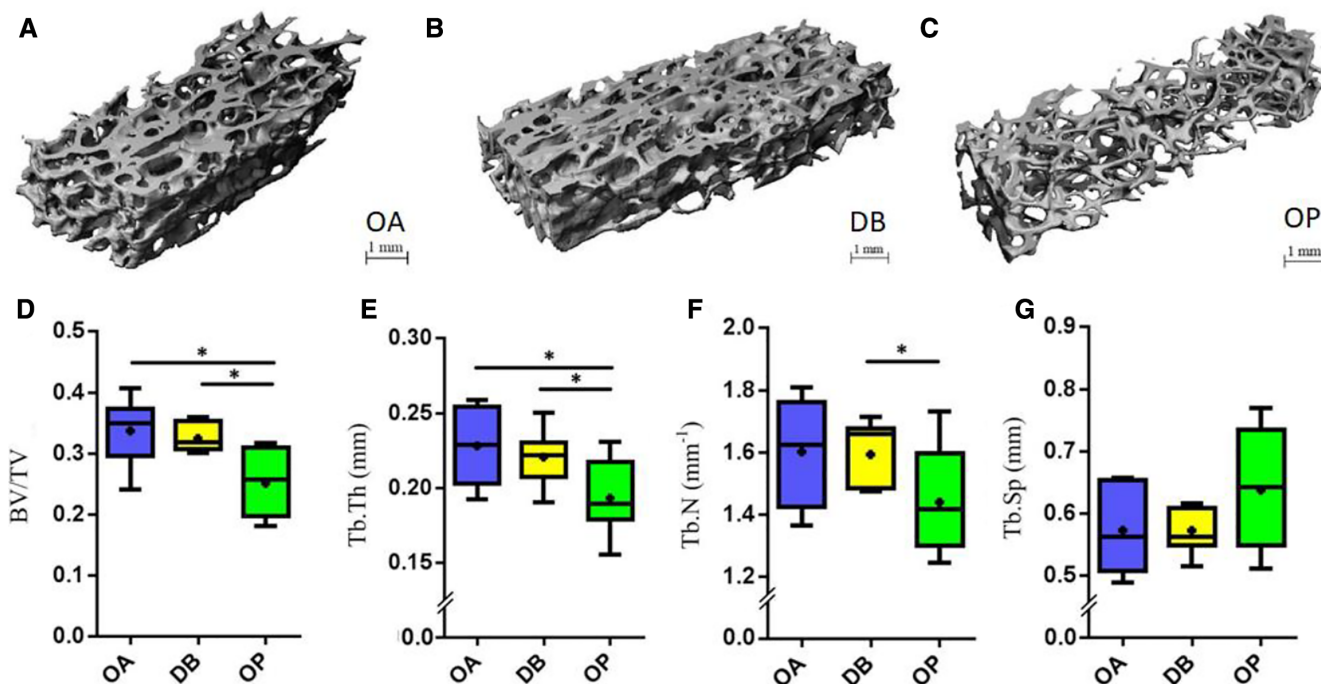 A
B
C
OA
1 mm
DB
1 mm
OP
1 mm
D
E
F
G
BV/TV
0.5
0.4
0.3
0.2
0.1
0.0
*
*
OA
DB
OP
Tb.Th (mm)
0.30
0.25
0.20
0.15
0.0
*
*
OA
DB
OP
Tb.N (mm⁻¹)
2.0
1.8
1.6
1.4
1.2
0.0
*
OA
DB
OP
Tb.Sp (mm)
0.9
0.8
0.7
0.6
0.5
0.0
OA
DB
OP